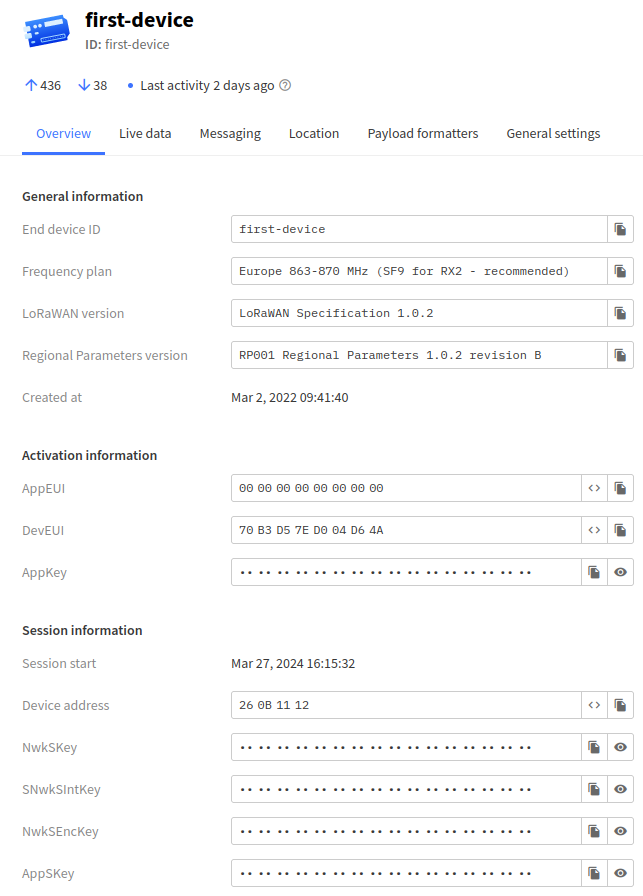 first-device
ID: first-device
436 38 • Last activity 2 days ago
Overview Live data Messaging Location Payload formatters General settings
General information
End device ID first-device
Frequency plan Europe 863-870 MHz (SF9 for RX2 - recommended)
LoRaWAN version LoRaWAN Specification 1.0.2
Regional Parameters version RP001 Regional Parameters 1.0.2 revision B
Created at Mar 2, 2022 09:41:40
Activation information
AppEUI 00 00 00 00 00 00 00 00
DevEUI 70 B3 D5 7E D0 04 D6 4A
AppKey •• •• •• •• •• •• •• •• •• •• •• •• •• •• •• ••
Session information
Session start Mar 27, 2024 16:15:32
Device address 26 0B 11 12
NwkSKey •• •• •• •• •• •• •• •• •• •• •• •• •• •• •• ••
SNwkSIntKey •• •• •• •• •• •• •• •• •• •• •• •• •• •• •• ••
NwkSEncKey •• •• •• •• •• •• •• •• •• •• •• •• •• •• •• ••
AppSKey •• •• •• •• •• •• •• •• •• •• •• •• •• •• •• ••